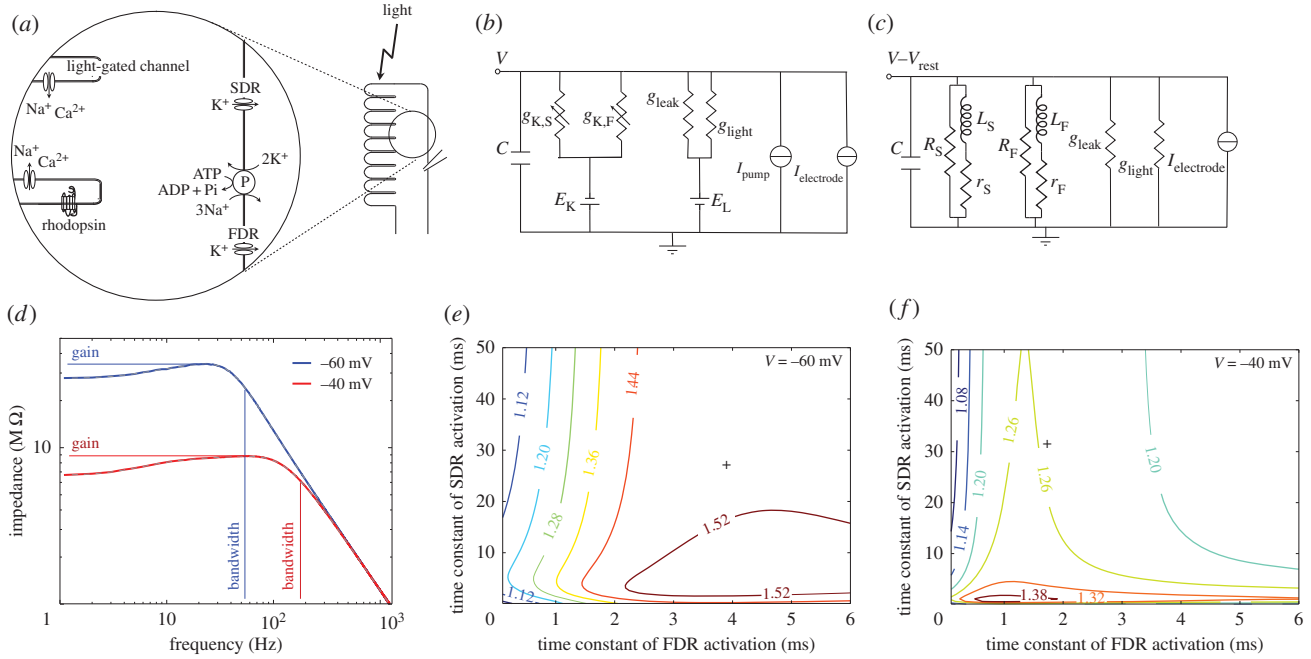 (a)
light
light-gated channel
Na+ Ca2+
Na+
Ca2+
rhodopsin
SDR
K+
2K+
ATP
P
ADP + Pi
3Na+
FDR
K+
(b)
V
C
gK,S
gK,F
gleak
glight
Ipump
Ielectrode
EK
EL
(c)
V–Vrest
C
RS
LS
rS
RF
LF
rF
gleak
glight
Ielectrode
(d)
gain
gain
–60 mV
–40 mV
10
impedance (M Ω)
bandwidth
bandwidth
1 10 10² 10³
frequency (Hz)
(e)
V = –60 mV
time constant of SDR activation (ms)
50
40
30
20
10
0
1.12
1.20
1.28
1.36
1.44
1.52
1.52
1.12
0 1 2 3 4 5 6
time constant of FDR activation (ms)
(f)
V = –40 mV
time constant of SDR activation (ms)
50
40
30
20
10
0
1.08
1.14
1.20
1.26
1.26
1.20
1.38
1.32
0 1 2 3 4 5 6
time constant of FDR activation (ms)